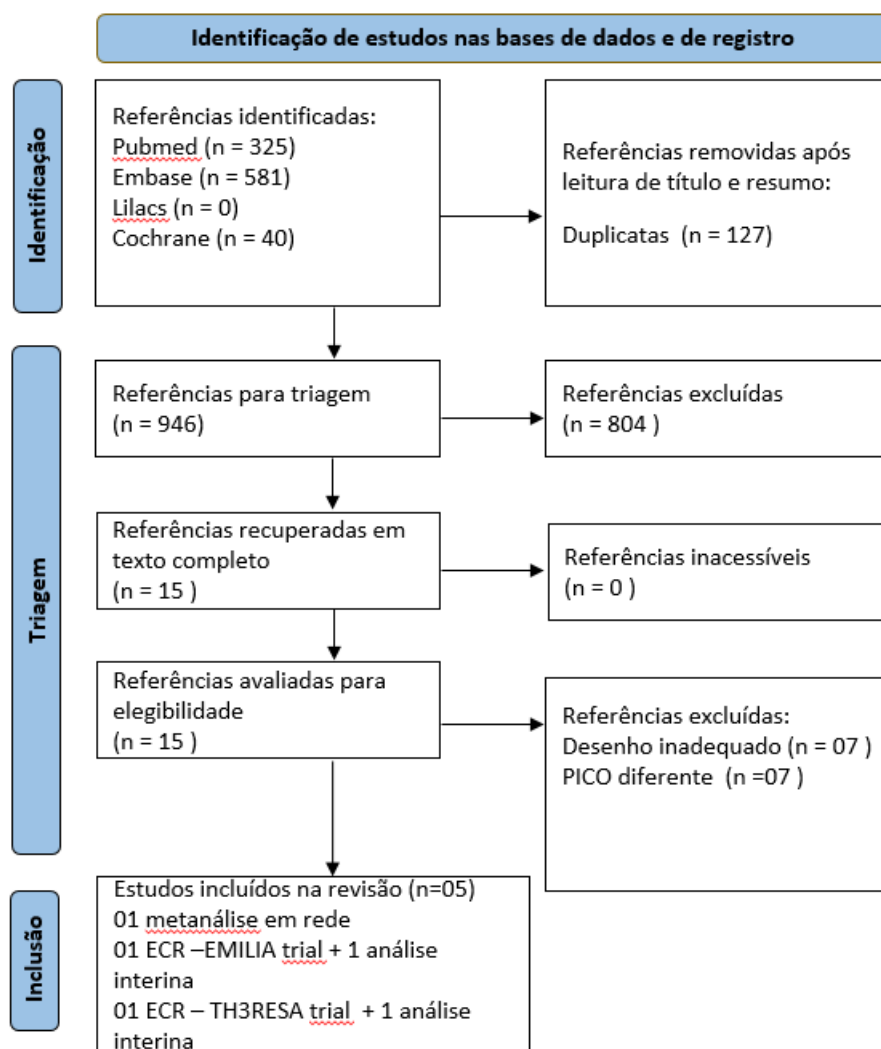 Identificação de estudos nas bases de dados e de registro
Identificação
Referências identificadas:
Pubmed (n = 325)
Embase (n = 581)
Lilacs (n = 0)
Cochrane (n = 40)
Referências removidas após
leitura de título e resumo:
Duplicatas (n = 127)
Triagem
Referências para triagem
(n = 946)
Referências excluídas
(n = 804 )
Referências recuperadas em
texto completo
(n = 15 )
Referências inacessíveis
(n = 0 )
Referências avaliadas para
elegibilidade
(n = 15 )
Referências excluídas:
Desenho inadequado (n = 07 )
PICO diferente (n =07 )
Inclusão
Estudos incluídos na revisão (n=05)
01 metanálise em rede
01 ECR –EMILIA trial + 1 análise
interina
01 ECR – TH3RESA trial + 1 análise
interina